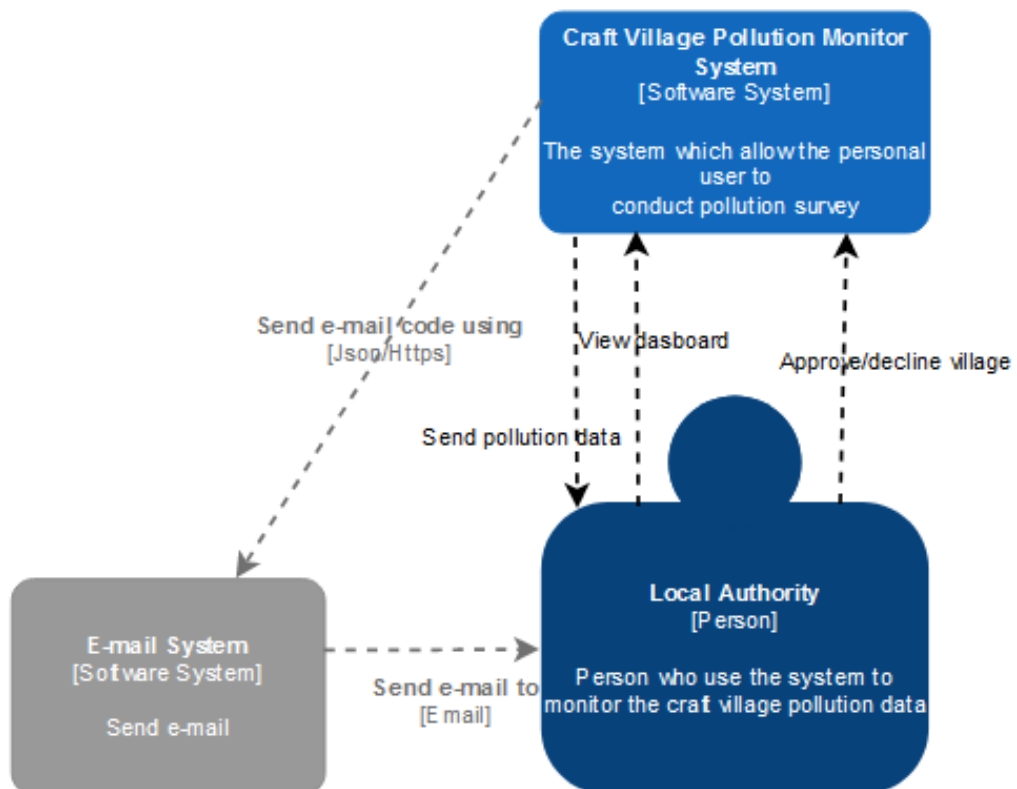 Craft Village Pollution Monitor
System
[Software System]
The system which allow the personal
user to
conduct pollution survey
Send e-mail code using
[Json/Https]
View dasboard
Approve/decline village
Send pollution data
Local Authority
[Person]
Person who use the system to
monitor the craft village pollution data
E-mail System
[Software System]
Send e-mail
Send e-mail to
[Email]